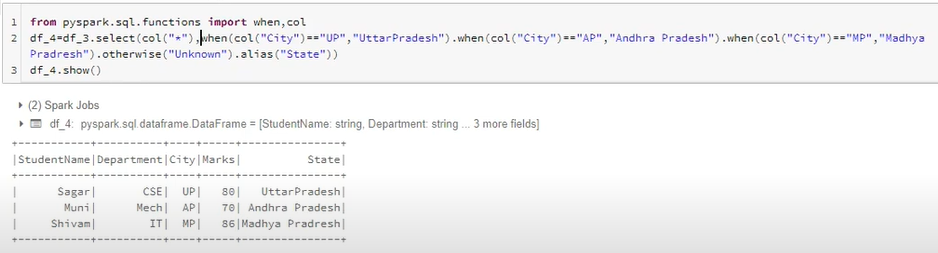 1 from pyspark.sql.functions import when,col
2 df_4=df_3.select(col("*"),when(col("City")=="UP","UttarPradesh").when(col("City")=="AP","Andhra Pradesh").when(col("City")=="MP","Madhya
Pradresh").otherwise("Unknown").alias("State"))
3 df_4.show()
(2) Spark Jobs
df_4: pyspark.sql.dataframe.DataFrame = [StudentName: string, Department: string ... 3 more fields]
+-----------+----------+----+-----+---------------+
|StudentName|Department|City|Marks|          State|
+-----------+----------+----+-----+---------------+
|      Sagar|       CSE|  UP|   80|   UttarPradesh|
|       Muni|      Mech|  AP|   70| Andhra Pradesh|
|     Shivam|        IT|  MP|   86|Madhya Pradresh|
+-----------+----------+----+-----+---------------+